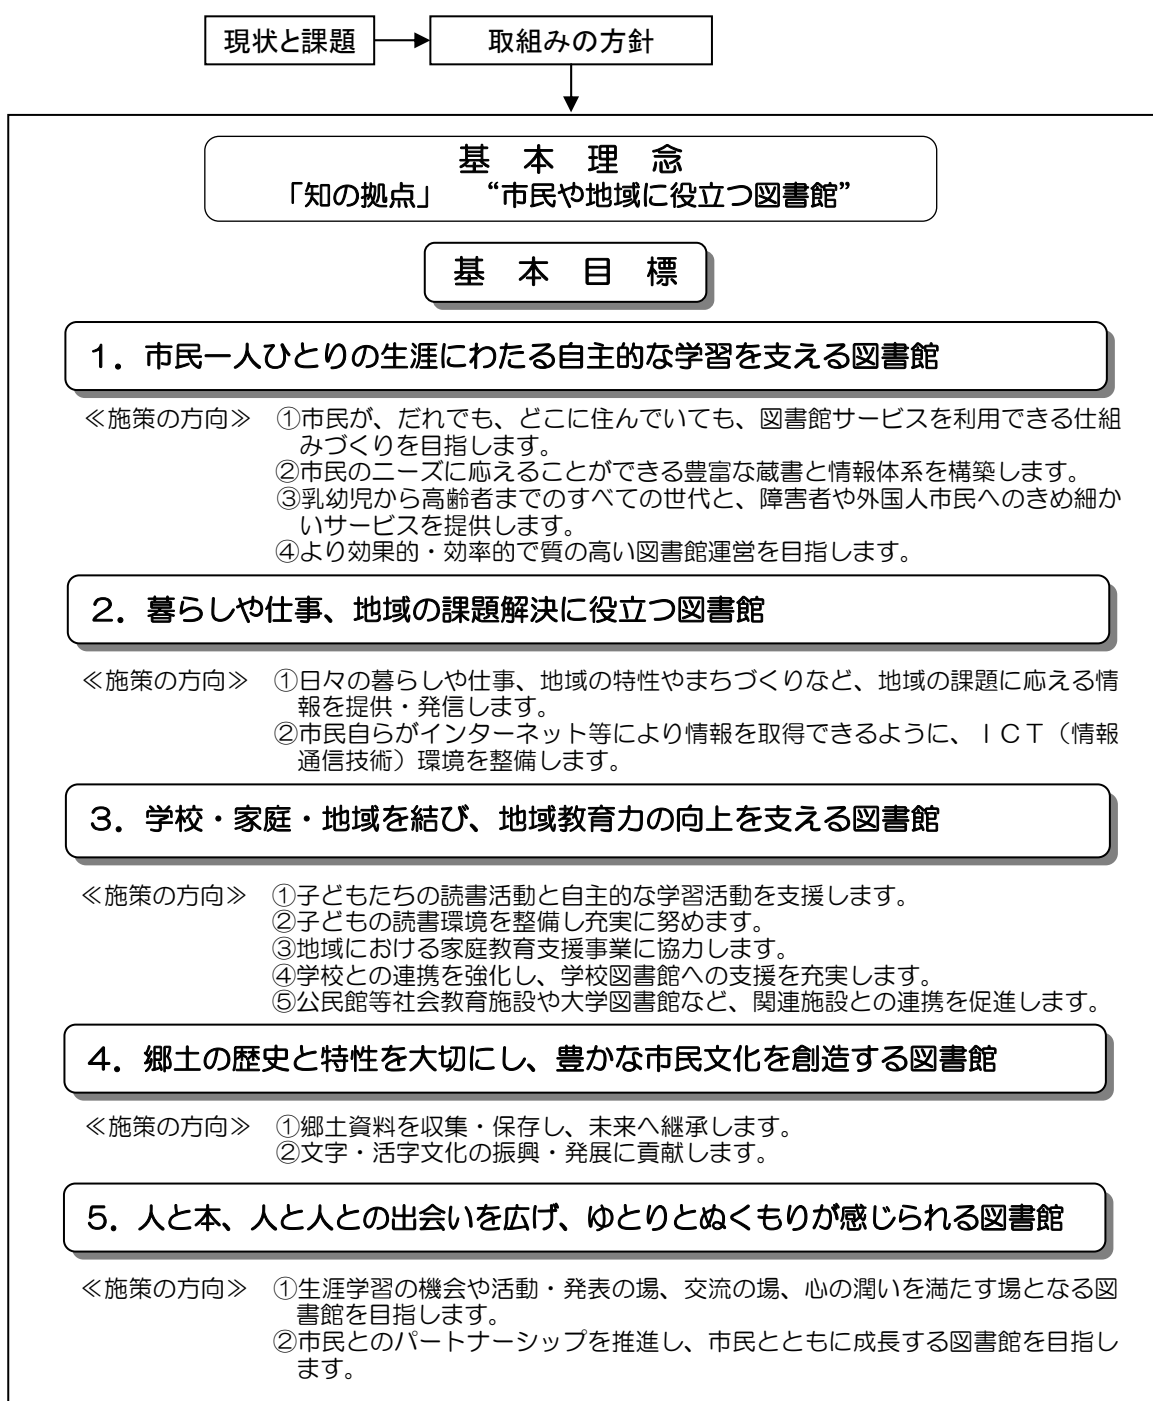 現状と課題
取組みの方針
基　本　理　念
「知の拠点」　“市民や地域に役立つ図書館”
基　本　目　標
１．市民一人ひとりの生涯にわたる自主的な学習を支える図書館
≪施策の方向≫　①市民が、だれでも、どこに住んでいても、図書館サービスを利用できる仕組
みづくりを目指します。
②市民のニーズに応えることができる豊富な蔵書と情報体系を構築します。
③乳幼児から高齢者までのすべての世代と、障害者や外国人市民へのきめ細か
いサービスを提供します。
④より効果的・効率的で質の高い図書館運営を目指します。
２．暮らしや仕事、地域の課題解決に役立つ図書館
≪施策の方向≫　①日々の暮らしや仕事、地域の特性やまちづくりなど、地域の課題に応える情
報を提供・発信します。
②市民自らがインターネット等により情報を取得できるように、ＩＣＴ（情報
通信技術）環境を整備します。
３．学校・家庭・地域を結び、地域教育力の向上を支える図書館
≪施策の方向≫　①子どもたちの読書活動と自主的な学習活動を支援します。
②子どもの読書環境を整備し充実に努めます。
③地域における家庭教育支援事業に協力します。
④学校との連携を強化し、学校図書館への支援を充実します。
⑤公民館等社会教育施設や大学図書館など、関連施設との連携を促進します。
４．郷土の歴史と特性を大切にし、豊かな市民文化を創造する図書館
≪施策の方向≫　①郷土資料を収集・保存し、未来へ継承します。
②文字・活字文化の振興・発展に貢献します。
５．人と本、人と人との出会いを広げ、ゆとりとぬくもりが感じられる図書館
≪施策の方向≫　①生涯学習の機会や活動・発表の場、交流の場、心の潤いを満たす場となる図
書館を目指します。
②市民とのパートナーシップを推進し、市民とともに成長する図書館を目指し
ます。